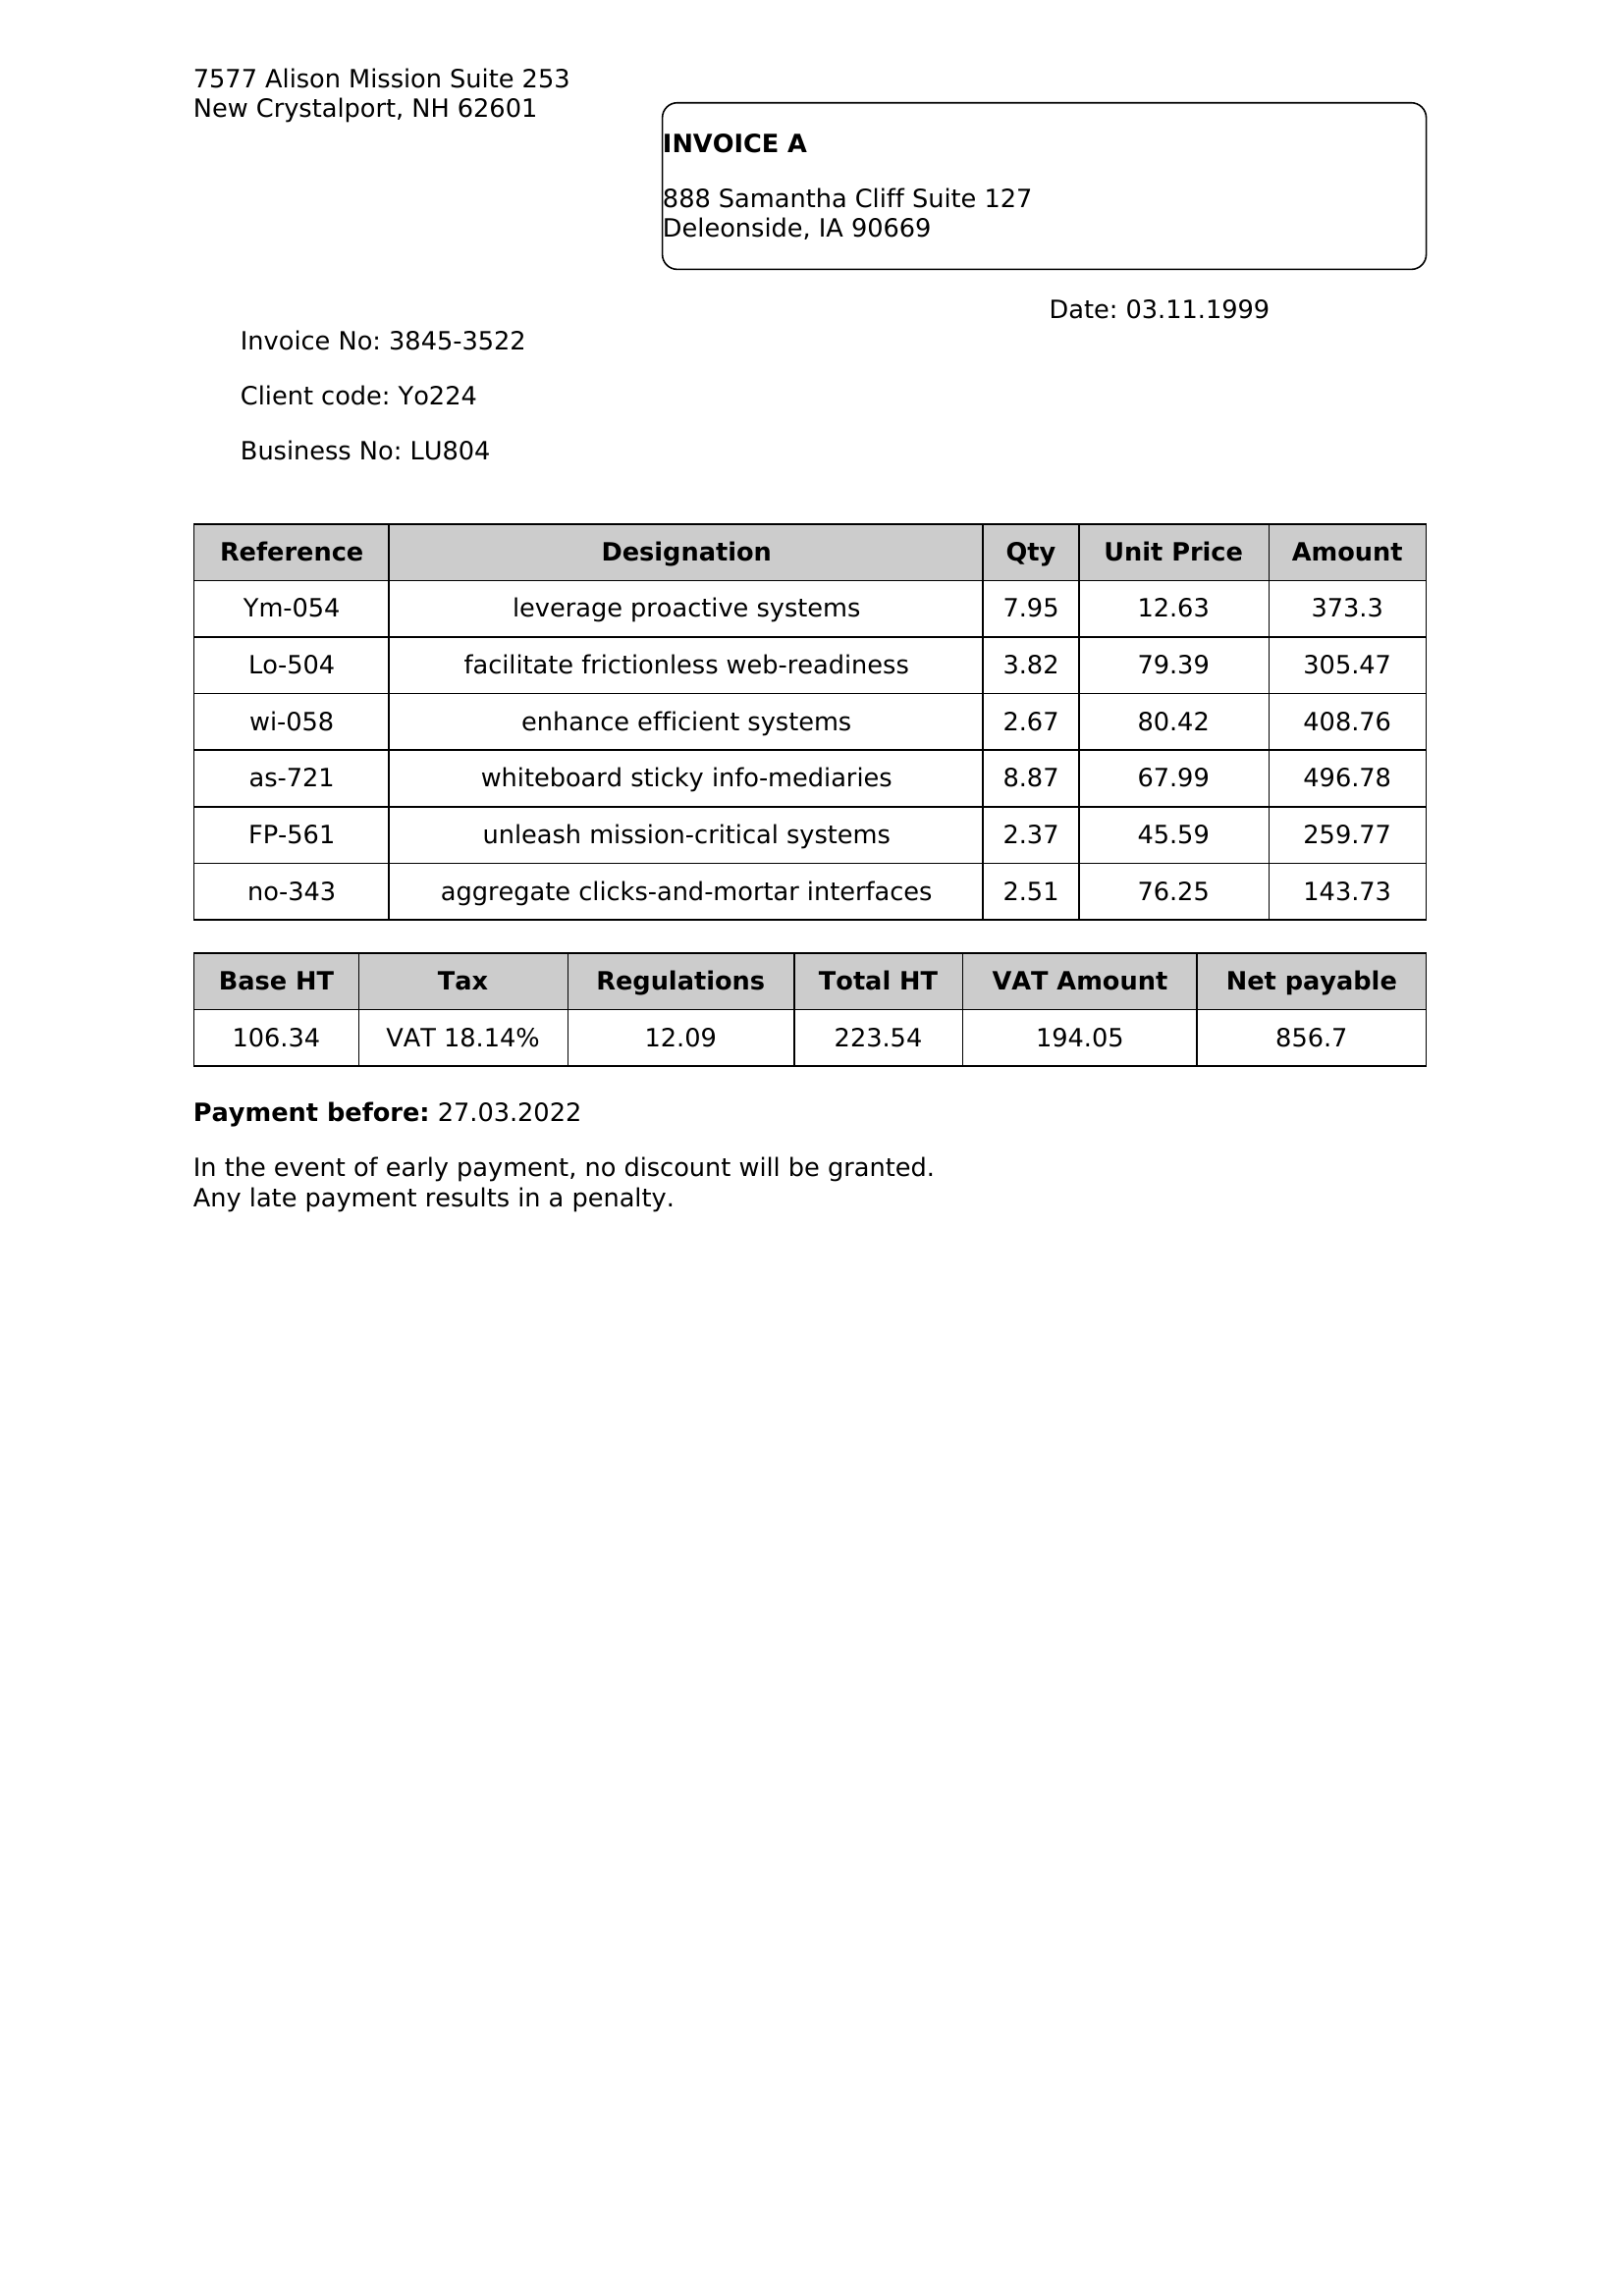 7577 Alison Mission Suite 253
New Crystalport, NH 62601
INVOICE A
888 Samantha Cliff Suite 127
Deleonside, IA 90669
Date: 03.11.1999
Invoice No: 3845-3522
Client code: Yo224
Business No: LU804
Reference Designation Qty Unit Price Amount
Ym-054 leverage proactive systems 7.95 12.63 373.3
Lo-504 facilitate frictionless web-readiness 3.82 79.39 305.47
wi-058 enhance efficient systems 2.67 80.42 408.76
as-721 whiteboard sticky info-mediaries 8.87 67.99 496.78
FP-561 unleash mission-critical systems 2.37 45.59 259.77
no-343 aggregate clicks-and-mortar interfaces 2.51 76.25 143.73
Base HT Tax Regulations Total HT VAT Amount Net payable
106.34 VAT 18.14% 12.09 223.54 194.05 856.7
Payment before: 27.03.2022
In the event of early payment, no discount will be granted.
Any late payment results in a penalty.